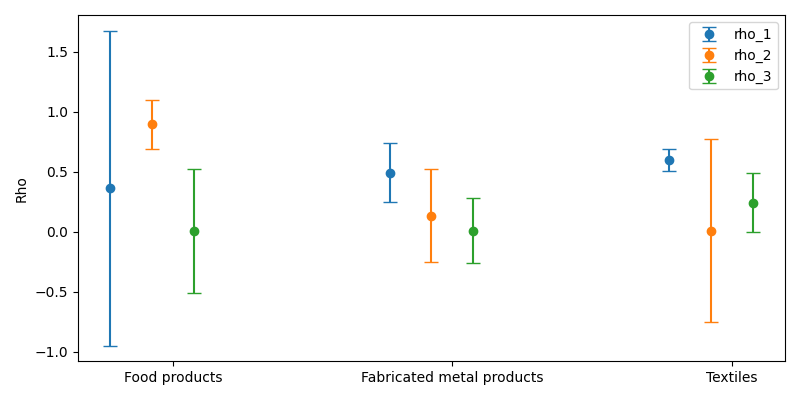 rho_1
rho_2
rho_3
Rho
1.5
1.0
0.5
0.0
−0.5
−1.0
Food products
Fabricated metal products
Textiles